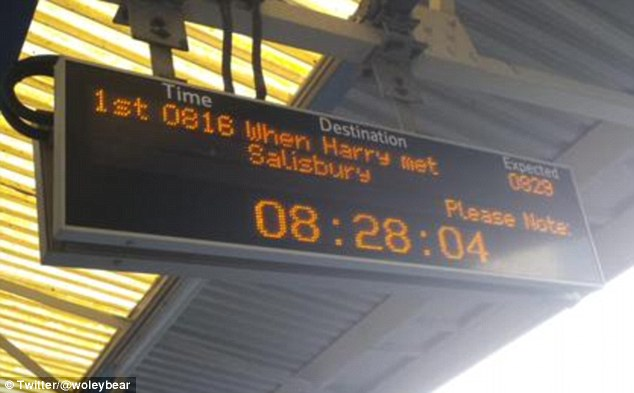 Time Destination Expected
1st 0816 When Harry met 0829
Salisbury
Please Note:
08:28:04
© Twitter/@woleybear